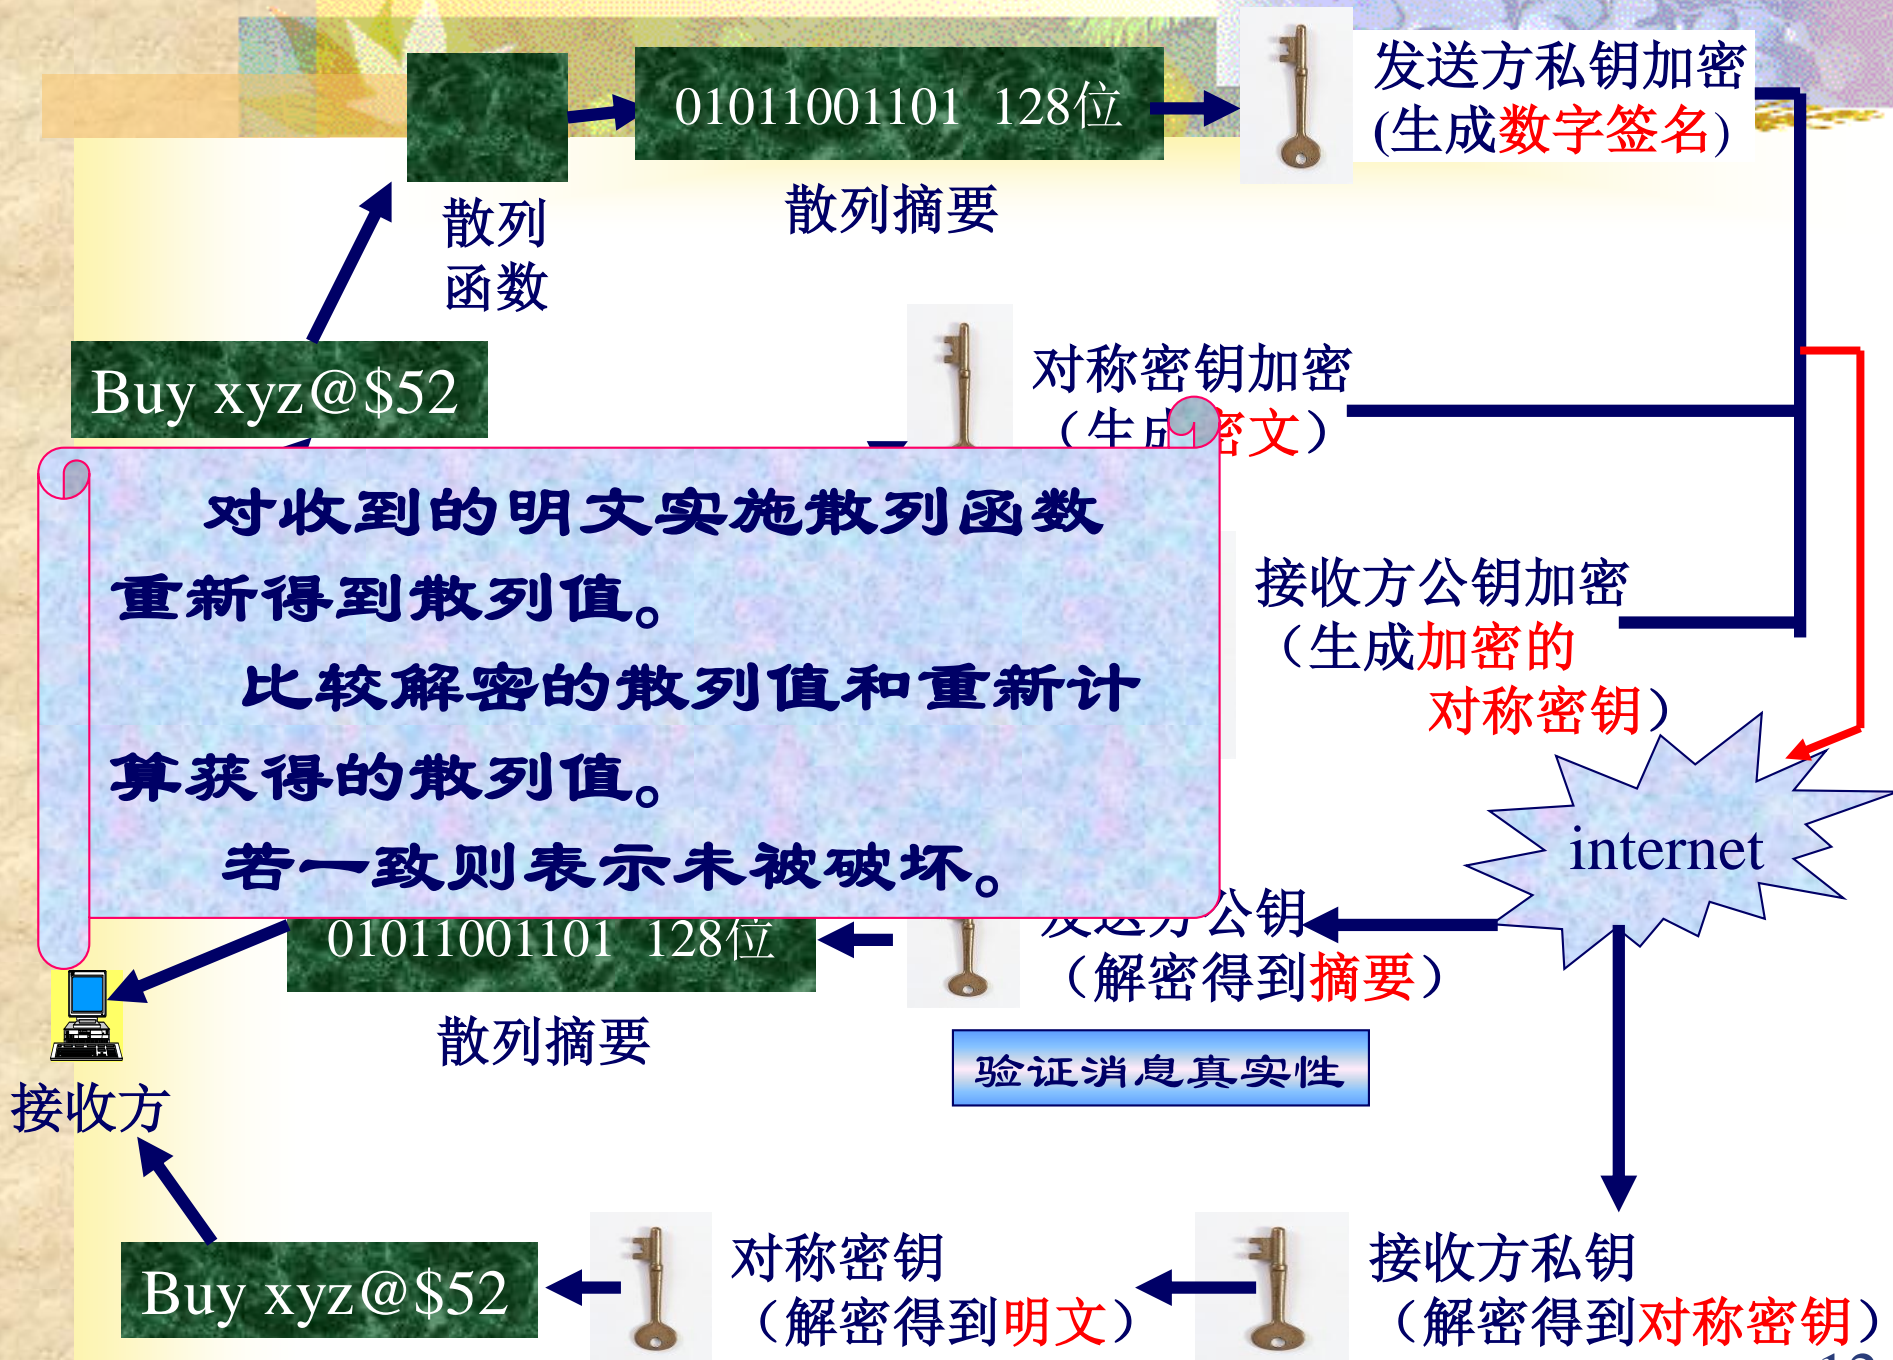 01011001101 128位
发送方私钥加密
(生成数字签名)
散列
函数
散列摘要
Buy xyz@$52
对称密钥加密
（生成密文）
对收到的明文实施散列函数
重新得到散列值。
比较解密的散列值和重新计
算获得的散列值。
若一致则表示未被破坏。
接收方公钥加密
（生成加密的
对称密钥）
internet
01011001101 128位
发送方公钥
（解密得到摘要）
散列摘要
验证消息真实性
接收方
Buy xyz@$52
对称密钥
（解密得到明文）
接收方私钥
（解密得到对称密钥）